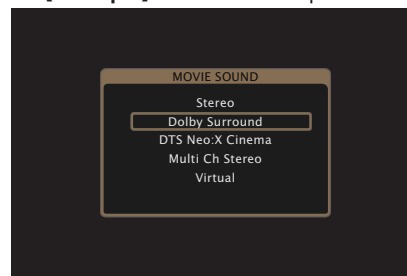 MOVIE SOUND
Stereo
Dolby Surround
DTS Neo:X Cinema
Multi Ch Stereo
Virtual